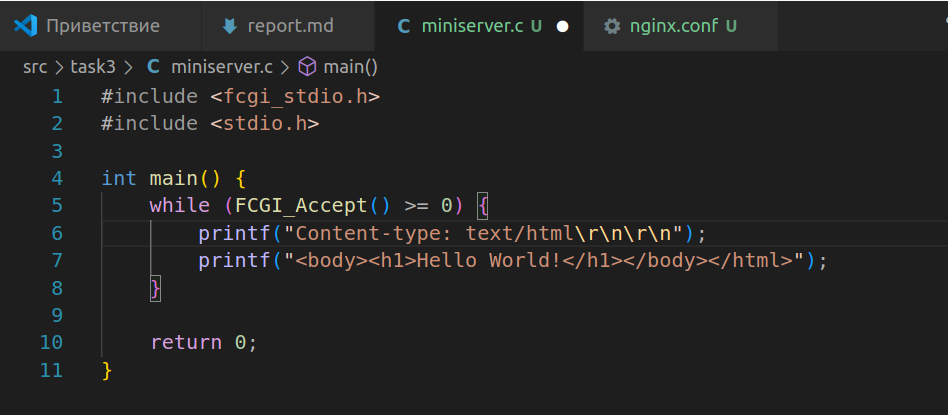 Приветствие report.md C miniserver.c U nginx.conf U
src > task3 > C miniserver.c > main()
1 #include <fcgi_stdio.h>
2 #include <stdio.h>
3
4 int main() {
5 while (FCGI_Accept() >= 0) {
6 printf("Content-type: text/html\r\n\r\n");
7 printf("<body><h1>Hello World!</h1></body></html>");
8 }
9
10 return 0;
11 }